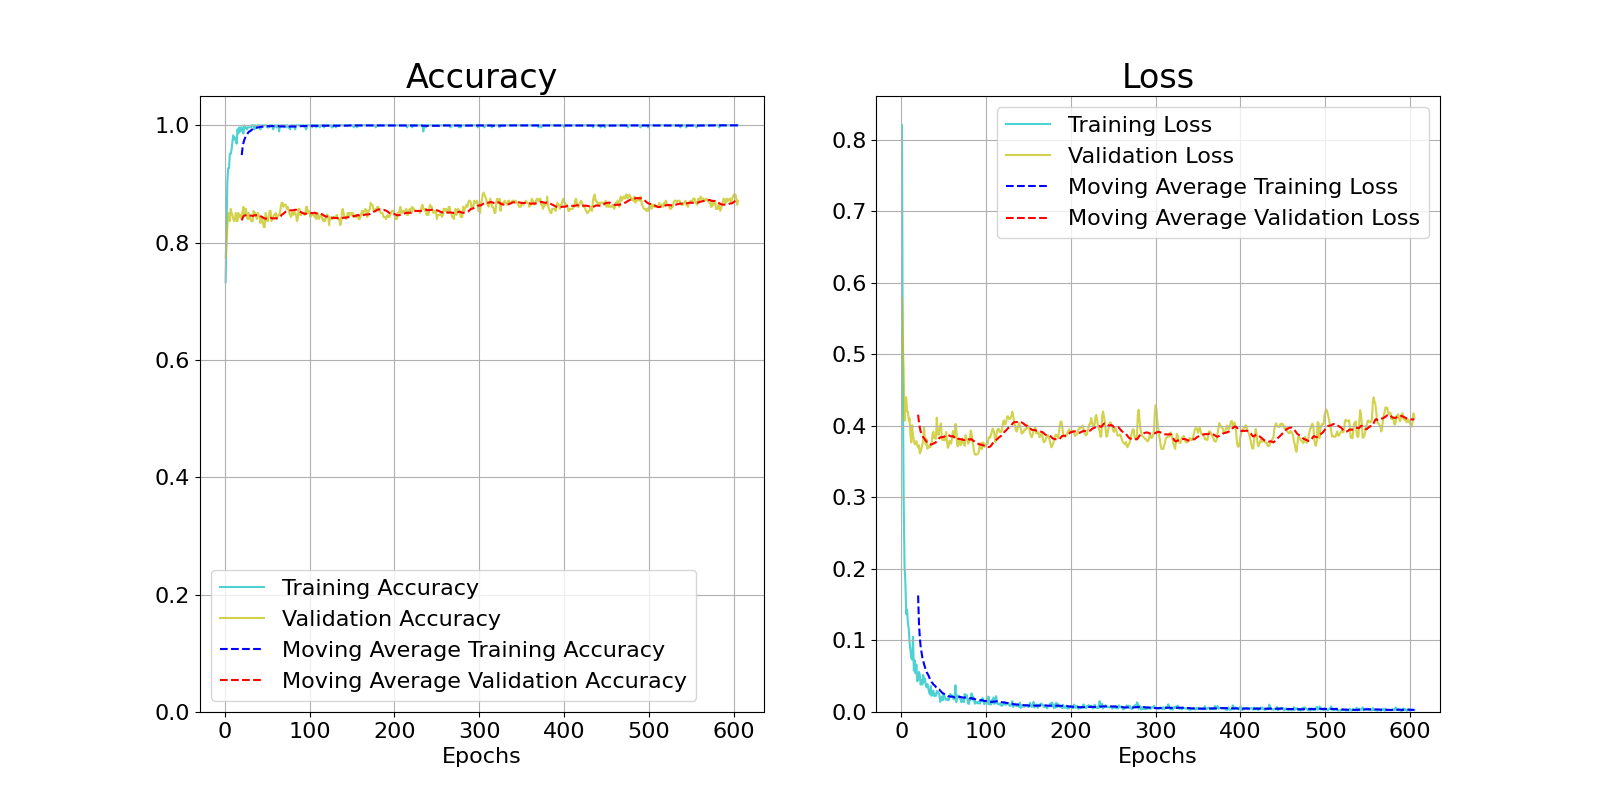 Accuracy
1.0
0.8
0.6
0.4
0.2
0.0
Training Accuracy
Validation Accuracy
Moving Average Training Accuracy
Moving Average Validation Accuracy
0 100 200 300 400 500 600
Epochs
Loss
0.8
0.7
0.6
0.5
0.4
0.3
0.2
0.1
0.0
Training Loss
Validation Loss
Moving Average Training Loss
Moving Average Validation Loss
0 100 200 300 400 500 600
Epochs